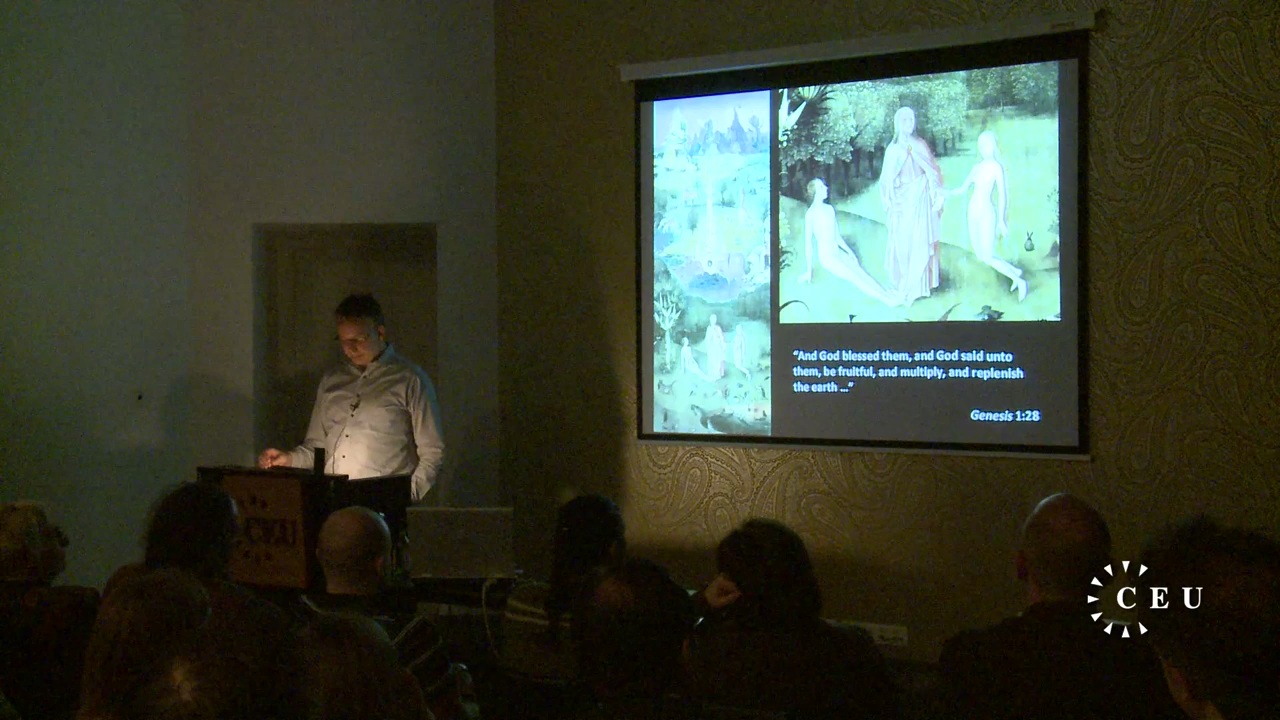 “And God blessed them, and God said unto
them, be fruitful, and multiply, and replenish
the earth ...”
Genesis 1:28
CEU
CEU